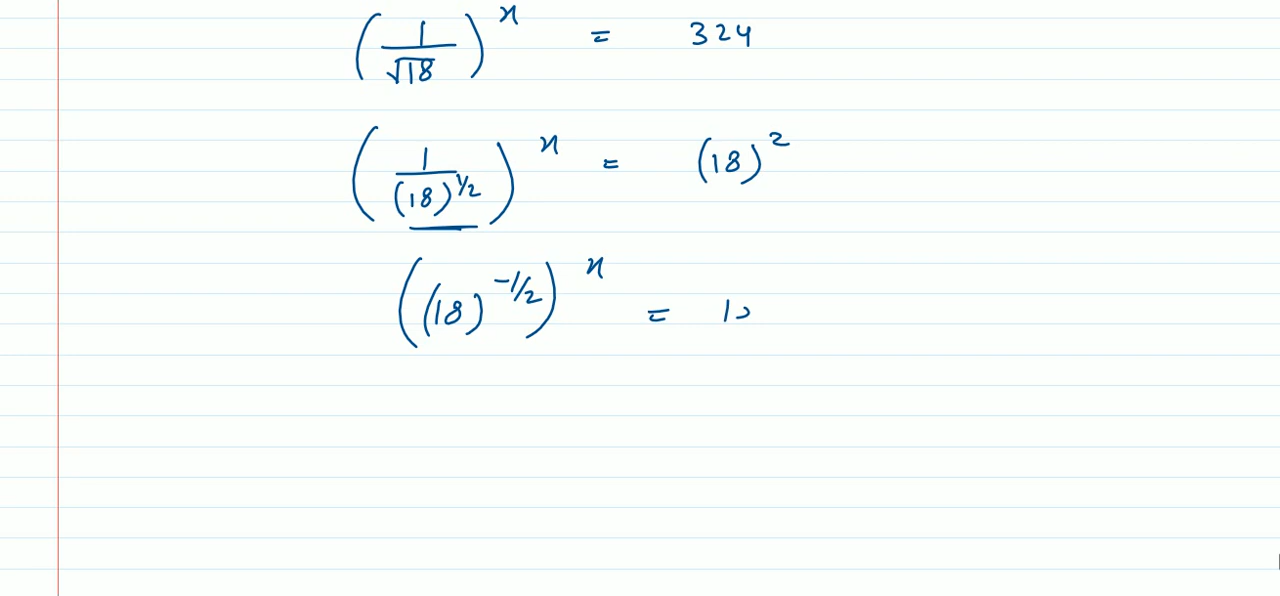 (1/√18)^x = 324
(1/(18)^1/2)^x = (18)^2
((18)^-1/2)^x = 1